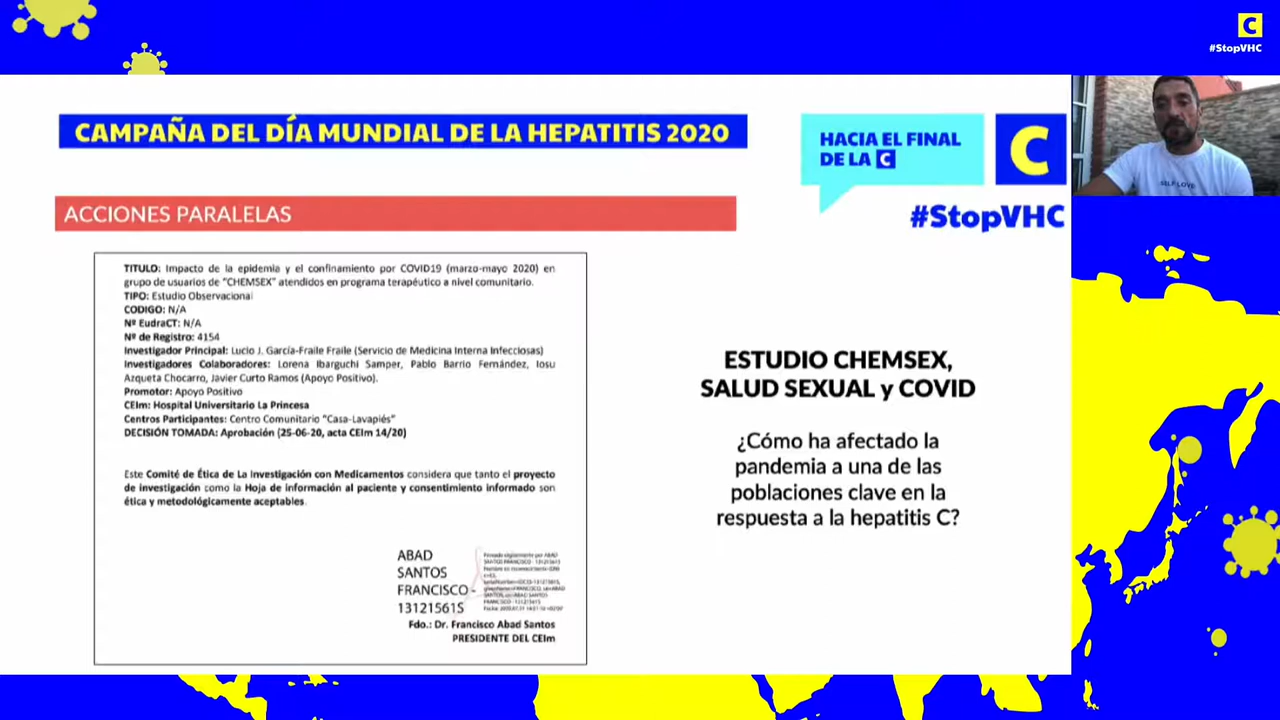 C
#StopVHC
CAMPAÑA DEL DÍA MUNDIAL DE LA HEPATITIS 2020
HACIA EL FINAL
DE LA C
C
#StopVHC
ACCIONES PARALELAS
TITULO: Impacto de la epidemia y el confinamiento por COVID19 (marzo-mayo 2020) en
grupo de usuarios de "CHEMSEX" atendidos en programa terapéutico a nivel comunitario.
TIPO: Estudio Observacional
CODIGO: N/A
Nº EudraCT: N/A
Nº de Registro: 4154
Investigador Principal: Lucio J. García-Fraile Fraile (Servicio de Medicina Interna Infecciosas)
Investigadores Colaboradores: Lorena Ibarguchi Samper, Pablo Barrio Fernández, Iosu
Azqueta Chocarro, Javier Curto Ramos (Apoyo Positivo).
Promotor: Apoyo Positivo
CEIm: Hospital Universitario La Princesa
Centros Participantes: Centro Comunitario "Casa-Lavapiés"
DECISIÓN TOMADA: Aprobación (25-06-20, acta CEIm 14/20)
Este Comité de Ética de La Investigación con Medicamentos considera que tanto el proyecto
de investigación como la Hoja de información al paciente y consentimiento informado son
ética y metodológicamente aceptables.
ABAD
SANTOS
FRANCISCO -
13121561S
Fdo.: Dr. Francisco Abad Santos
PRESIDENTE DEL CEIm
ESTUDIO CHEMSEX,
SALUD SEXUAL y COVID
¿Cómo ha afectado la
pandemia a una de las
poblaciones clave en la
respuesta a la hepatitis C?
SELF LOVE